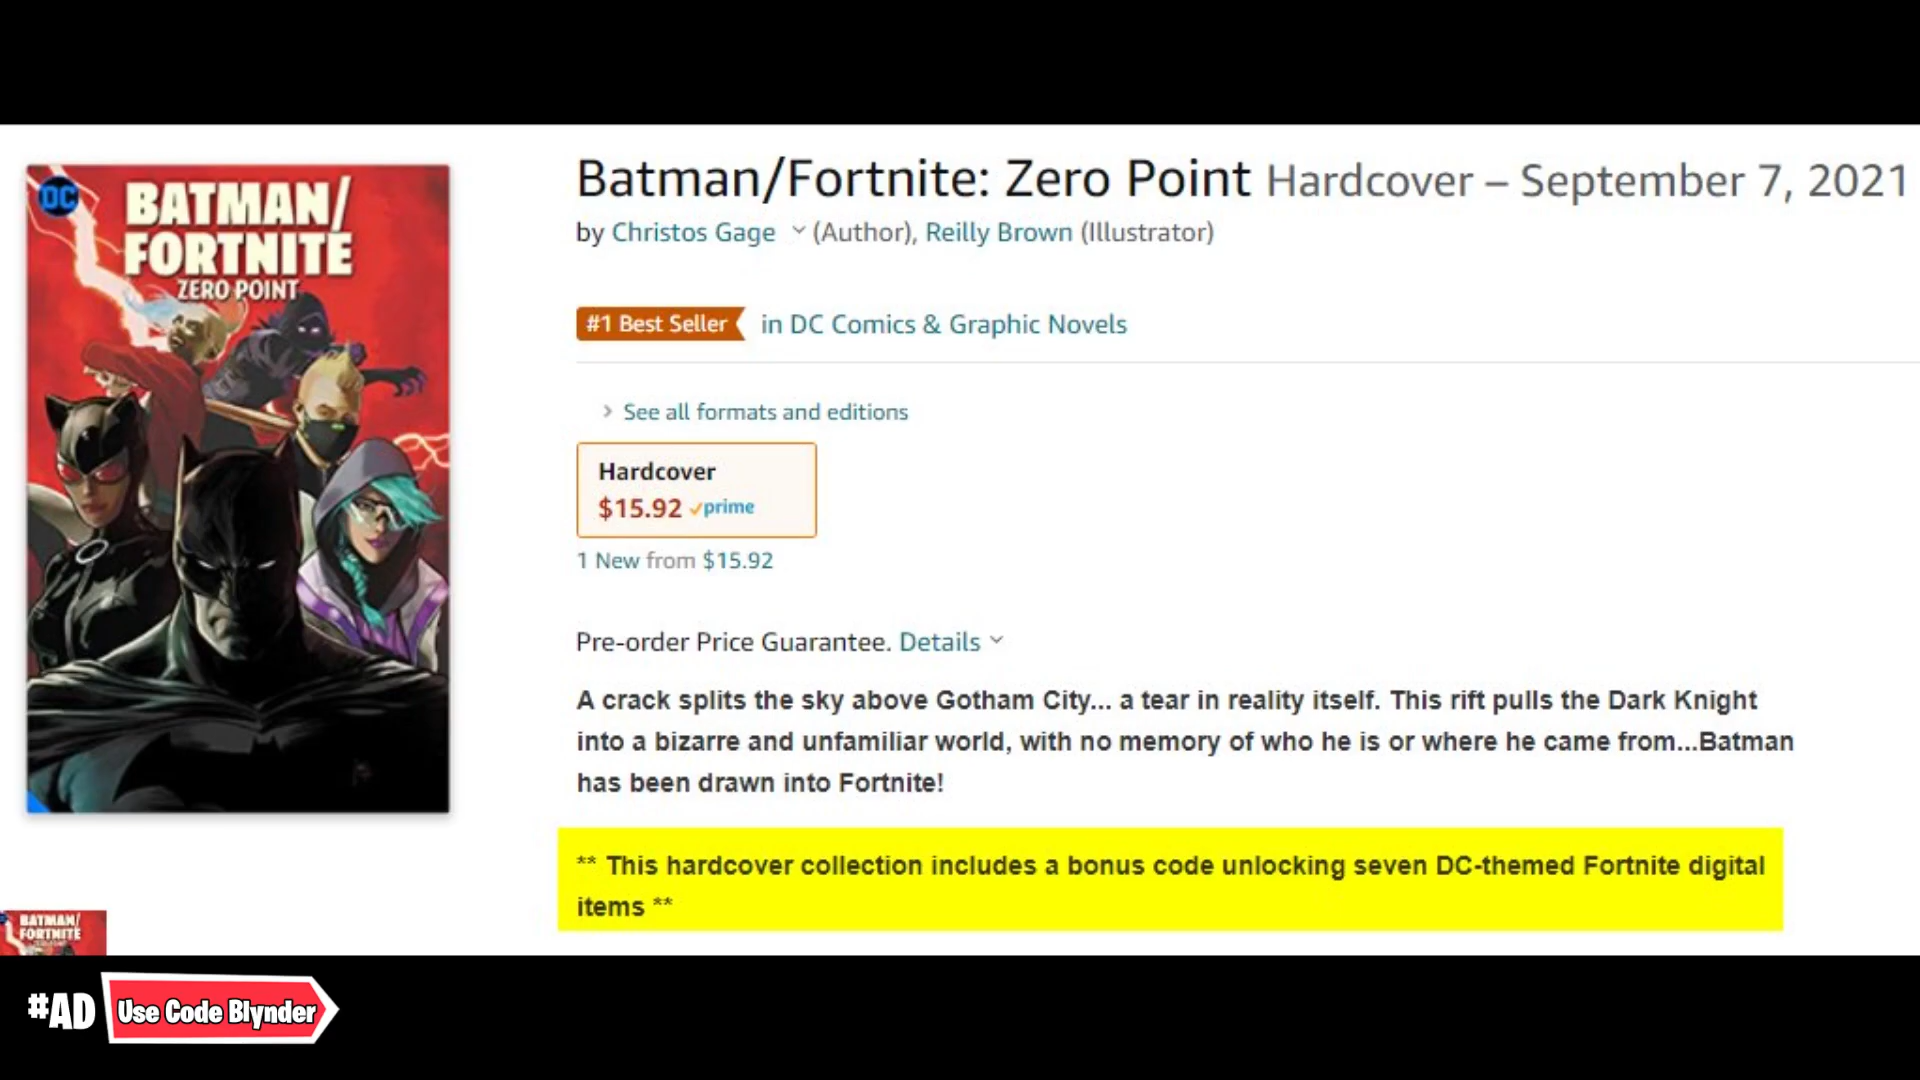 DC
BATMAN/
FORTNITE
ZERO POINT
Batman/Fortnite: Zero Point Hardcover – September 7, 2021
by Christos Gage (Author), Reilly Brown (Illustrator)
#1 Best Seller in DC Comics & Graphic Novels
See all formats and editions
Hardcover
$15.92 prime
1 New from $15.92
Pre-order Price Guarantee. Details
A crack splits the sky above Gotham City... a tear in reality itself. This rift pulls the Dark Knight
into a bizarre and unfamiliar world, with no memory of who he is or where he came from...Batman
has been drawn into Fortnite!
** This hardcover collection includes a bonus code unlocking seven DC-themed Fortnite digital
items **
BATMAN/
FORTNITE
#AD Use Code Blynder